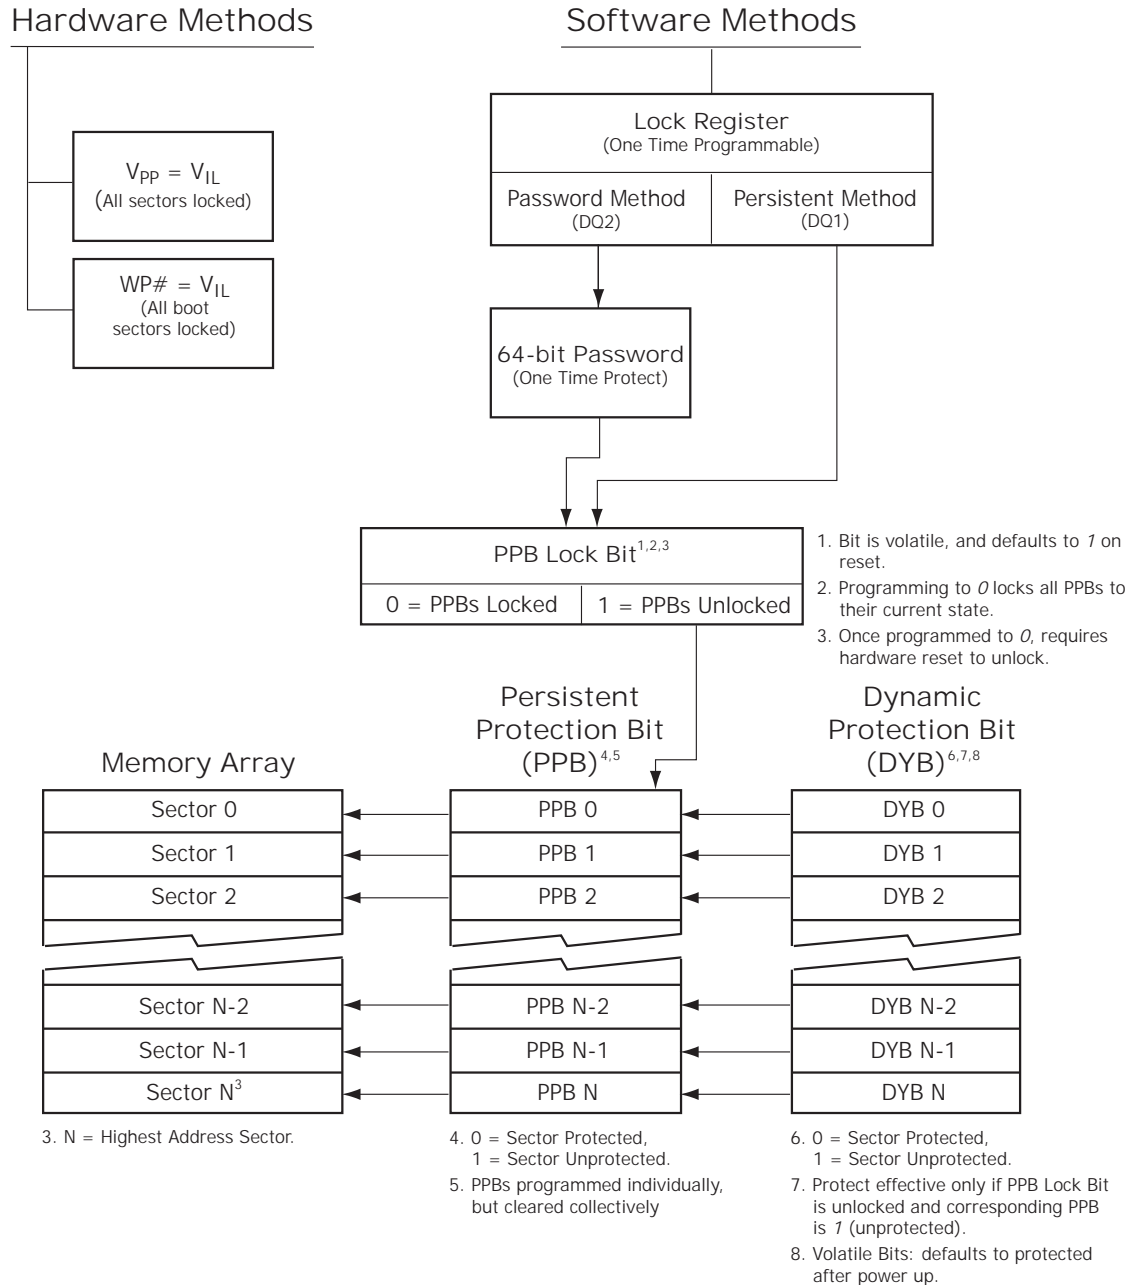 Hardware Methods
Software Methods
V_PP = V_IL
(All sectors locked)
WP# = V_IL
(All boot
sectors locked)
Lock Register
(One Time Programmable)
Password Method
(DQ2)
Persistent Method
(DQ1)
64-bit Password
(One Time Protect)
PPB Lock Bit^1,2,3
0 = PPBs Locked
1 = PPBs Unlocked
1. Bit is volatile, and defaults to 1 on
reset.
2. Programming to 0 locks all PPBs to
their current state.
3. Once programmed to 0, requires
hardware reset to unlock.
Memory Array
Persistent
Protection Bit
(PPB)^4,5
Dynamic
Protection Bit
(DYB)^6,7,8
Sector 0
PPB 0
DYB 0
Sector 1
PPB 1
DYB 1
Sector 2
PPB 2
DYB 2
Sector N-2
PPB N-2
DYB N-2
Sector N-1
PPB N-1
DYB N-1
Sector N^3
PPB N
DYB N
3. N = Highest Address Sector.
4. 0 = Sector Protected,
1 = Sector Unprotected.
5. PPBs programmed individually,
but cleared collectively
6. 0 = Sector Protected,
1 = Sector Unprotected.
7. Protect effective only if PPB Lock Bit
is unlocked and corresponding PPB
is 1 (unprotected).
8. Volatile Bits: defaults to protected
after power up.